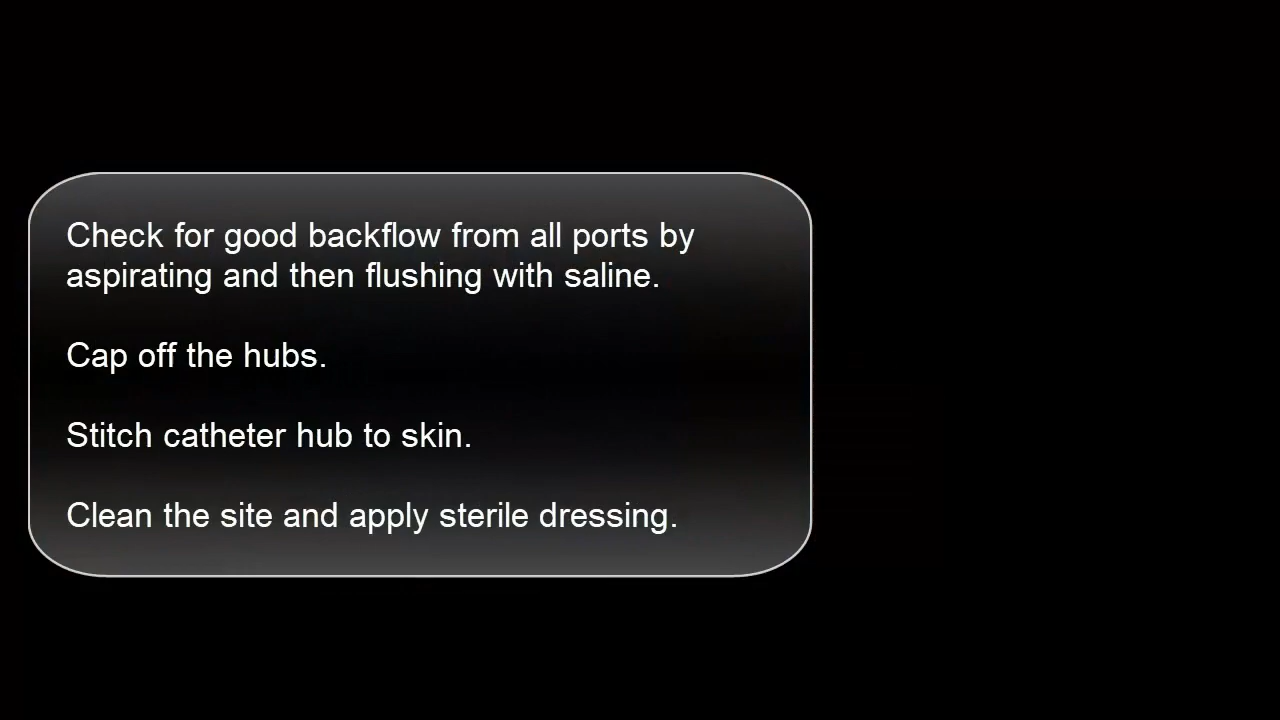 Check for good backflow from all ports by
aspirating and then flushing with saline.
Cap off the hubs.
Stitch catheter hub to skin.
Clean the site and apply sterile dressing.